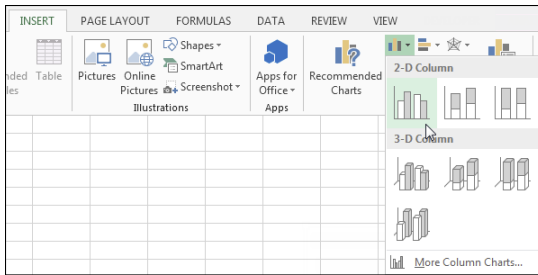 INSERT PAGE LAYOUT FORMULAS DATA REVIEW VIEW
Table
Pictures
Online
Pictures
Shapes
SmartArt
Screenshot
Illustrations
Apps for
Office
Apps
Recommended
Charts
2-D Column
3-D Column
More Column Charts...